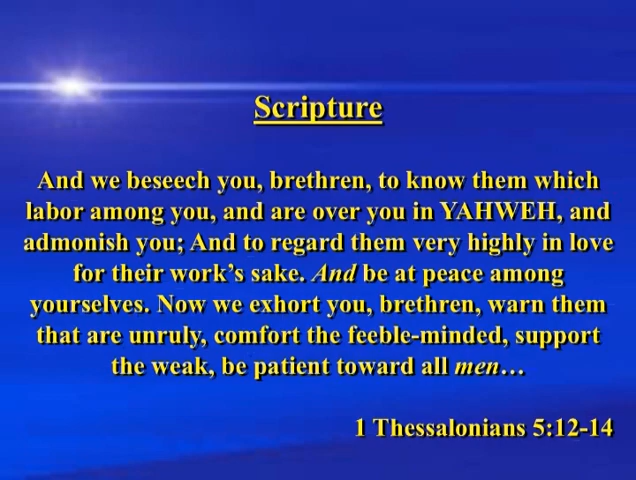 Scripture
And we beseech you, brethren, to know them which
labor among you, and are over you in YAHWEH, and
admonish you; And to regard them very highly in love
for their work’s sake. And be at peace among
yourselves. Now we exhort you, brethren, warn them
that are unruly, comfort the feeble-minded, support
the weak, be patient toward all men…
1 Thessalonians 5:12-14